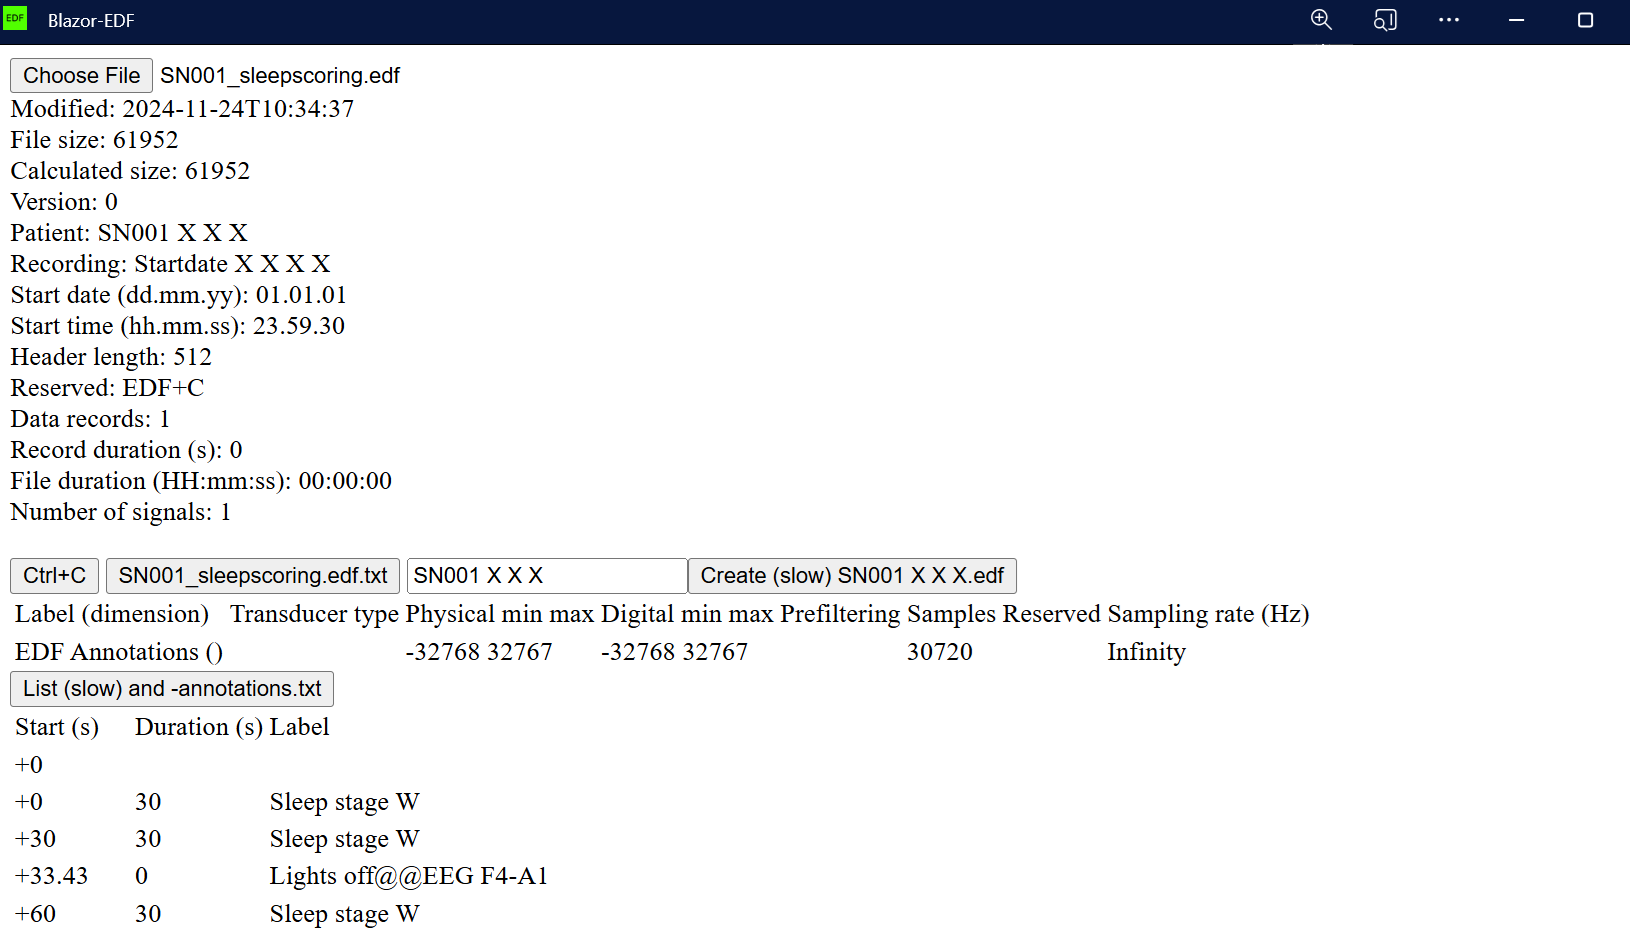 EDF Blazor-EDF
Choose File SN001_sleepscoring.edf
Modified: 2024-11-24T10:34:37
File size: 61952
Calculated size: 61952
Version: 0
Patient: SN001 X X X
Recording: Startdate X X X X
Start date (dd.mm.yy): 01.01.01
Start time (hh.mm.ss): 23.59.30
Header length: 512
Reserved: EDF+C
Data records: 1
Record duration (s): 0
File duration (HH:mm:ss): 00:00:00
Number of signals: 1
Ctrl+C SN001_sleepscoring.edf.txt SN001 X X X Create (slow) SN001 X X X.edf
Label (dimension) Transducer type Physical min max Digital min max Prefiltering Samples Reserved Sampling rate (Hz)
EDF Annotations () -32768 32767 -32768 32767 30720 Infinity
List (slow) and -annotations.txt
Start (s) Duration (s) Label
+0
+0 30 Sleep stage W
+30 30 Sleep stage W
+33.43 0 Lights off@@EEG F4-A1
+60 30 Sleep stage W